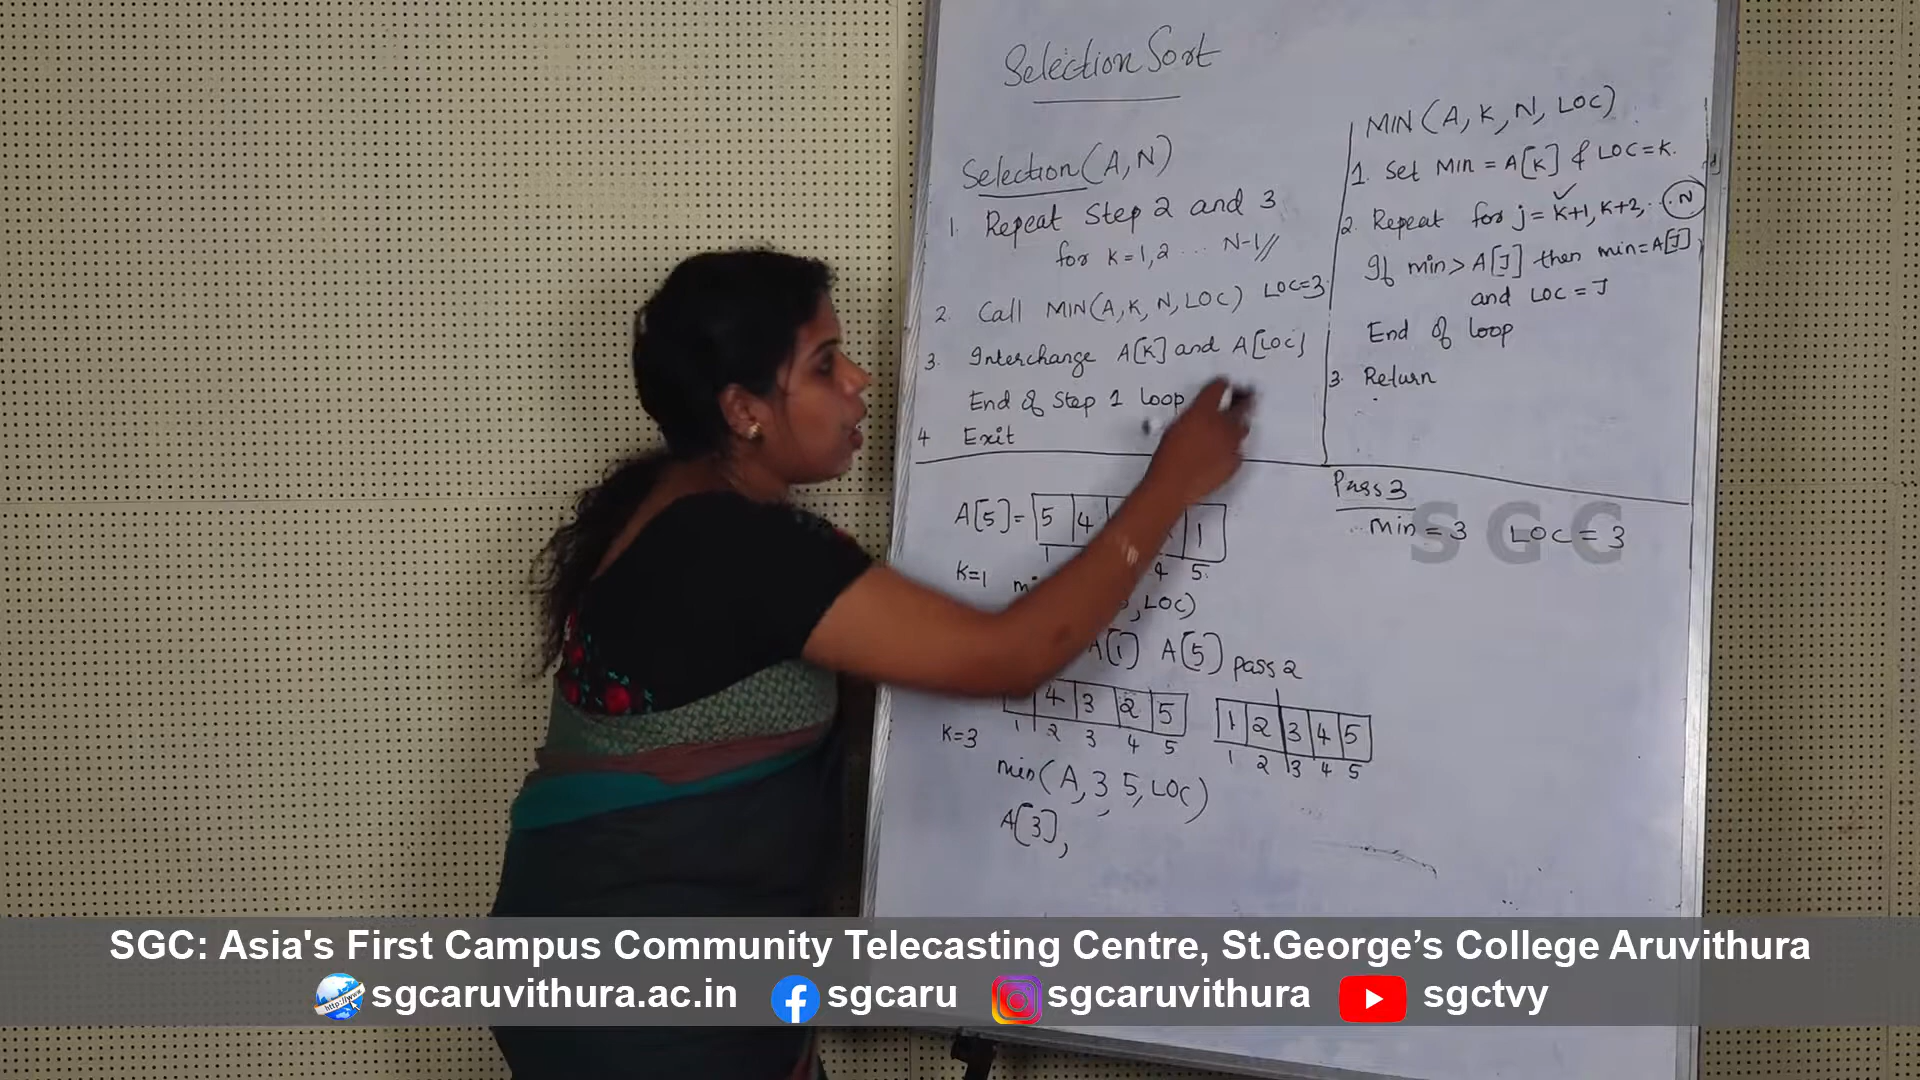 Selection Sort
Selection (A, N)
1. Repeat Step 2 and 3
for K=1,2 ... N-1//
2. Call MIN(A, K, N, LOC) LOC=3.
3. Interchange A[K] and A[LOC]
End of Step 1 loop
4 Exit
MIN(A, K, N, LOC)
1. Set Min = A[K] & LOC=K.
2. Repeat for j= K+1, K+2, ... N
If min > A[J] then min=A[J]
and LOC = J
End of loop
3. Return
A[5]= 5 4 1
1 4 5.
K=1
, LOC)
A[1] A[5] pass 2
4 3 2 5
1 2 3 4 5
1 2 3 4 5
1 2 3 4 5
K=3
min(A, 3 5, LOC)
A[3],
Pass 3
min = 3 LOC = 3
SGC
SGC: Asia's First Campus Community Telecasting Centre, St.George’s College Aruvithura
http://www
sgcaruvithura.ac.in sgcaru sgcaruvithura sgctvy